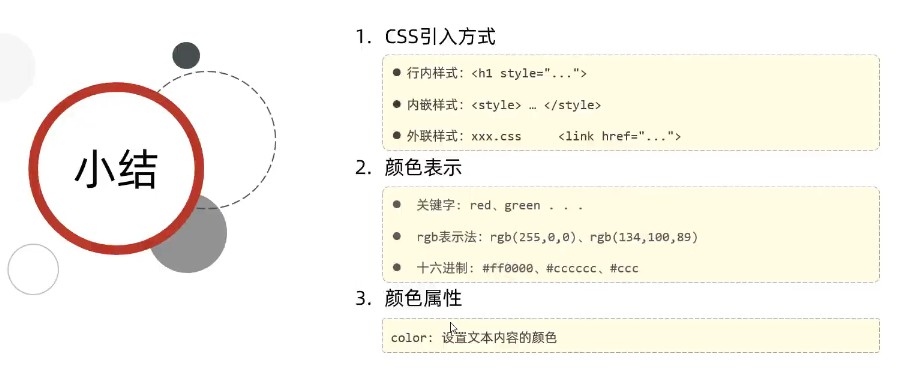 小结
1. CSS引入方式
● 行内样式：<h1 style="...">
● 内嵌样式：<style> … </style>
● 外联样式：xxx.css <link href="...">
2. 颜色表示
● 关键字：red、green . . .
● rgb表示法：rgb(255,0,0)、rgb(134,100,89)
● 十六进制：#ff0000、#cccccc、#ccc
3. 颜色属性
color: 设置文本内容的颜色